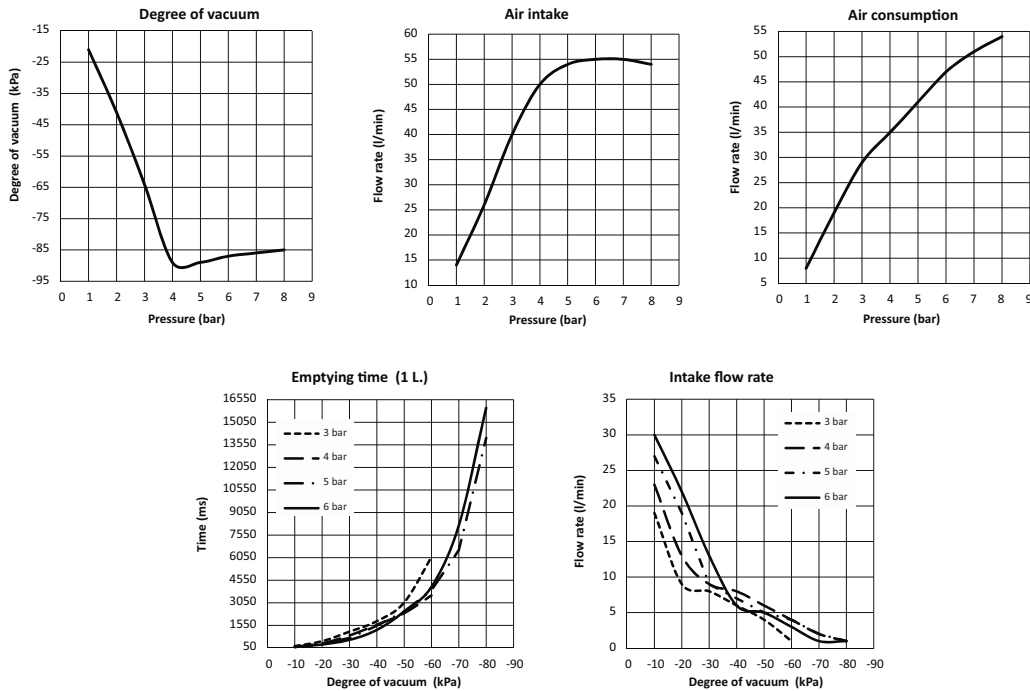 Degree of vacuum
-15
-25
-35
-45
-55
-65
-75
-85
-95
Degree of vacuum (kPa)
0 1 2 3 4 5 6 7 8 9
Pressure (bar)
Air intake
60
55
50
45
40
35
30
25
20
15
10
Flow rate (l/min)
0 1 2 3 4 5 6 7 8 9
Pressure (bar)
Air consumption
55
50
45
40
35
30
25
20
15
10
5
Flow rate (l/min)
0 1 2 3 4 5 6 7 8 9
Pressure (bar)
Emptying time (1 L.)
16550
15050
13550
12050
10550
9050
7550
6050
4550
3050
1550
50
Time (ms)
3 bar
4 bar
5 bar
6 bar
0 -10 -20 -30 -40 -50 -60 -70 -80 -90
Degree of vacuum (kPa)
Intake flow rate
35
30
25
20
15
10
5
0
Flow rate (l/min)
3 bar
4 bar
5 bar
6 bar
0 -10 -20 -30 -40 -50 -60 -70 -80 -90
Degree of vacuum (kPa)